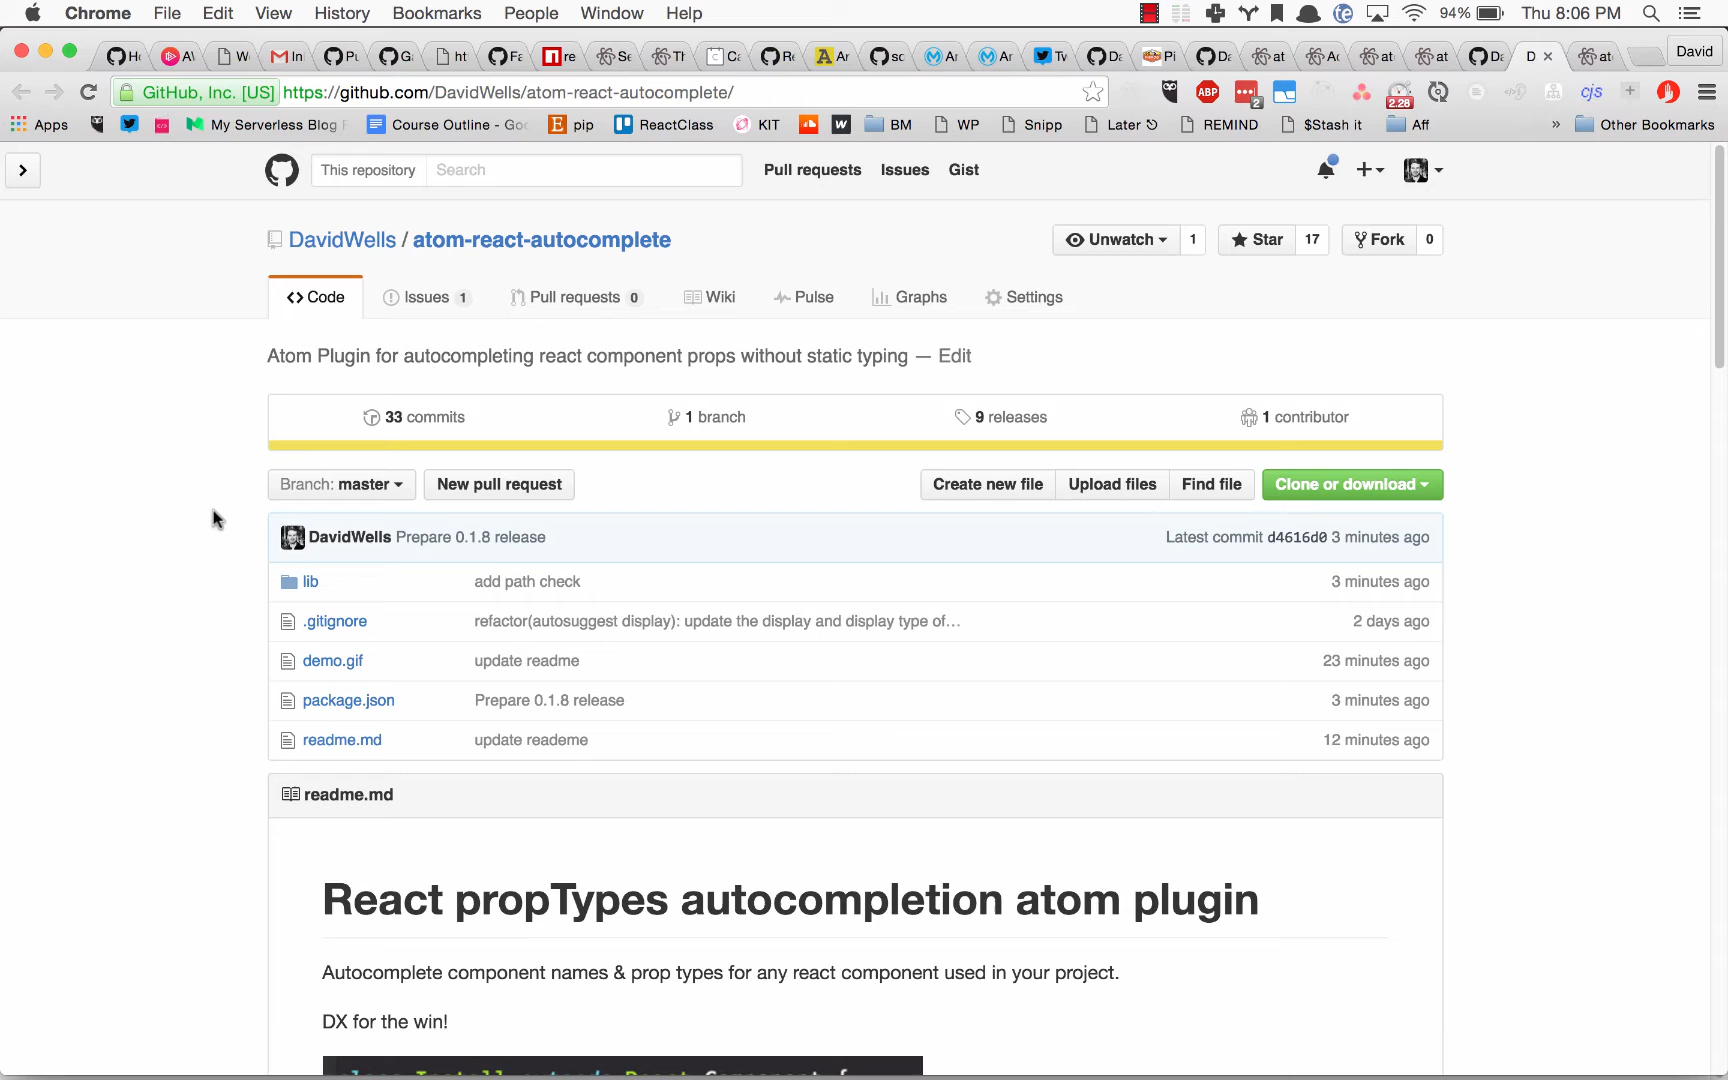 Chrome File Edit View History Bookmarks People Window Help 94% Thu 8:06 PM
David
GitHub, Inc. [US] https://github.com/DavidWells/atom-react-autocomplete/
ABP 2 2.28 cjs
Apps My Serverless Blog Course Outline - Goo pip ReactClass KIT BM WP Snipp Later REMIND $Stash it Aff » Other Bookmarks
This repository Search Pull requests Issues Gist
DavidWells / atom-react-autocomplete Unwatch 1 Star 17 Fork 0
Code Issues 1 Pull requests 0 Wiki Pulse Graphs Settings
Atom Plugin for autocompleting react component props without static typing — Edit
33 commits 1 branch 9 releases 1 contributor
Branch: master New pull request Create new file Upload files Find file Clone or download
DavidWells Prepare 0.1.8 release Latest commit d4616d0 3 minutes ago
lib add path check 3 minutes ago
.gitignore refactor(autosuggest display): update the display and display type of… 2 days ago
demo.gif update readme 23 minutes ago
package.json Prepare 0.1.8 release 3 minutes ago
readme.md update reademe 12 minutes ago
readme.md
React propTypes autocompletion atom plugin
Autocomplete component names & prop types for any react component used in your project.
DX for the win!